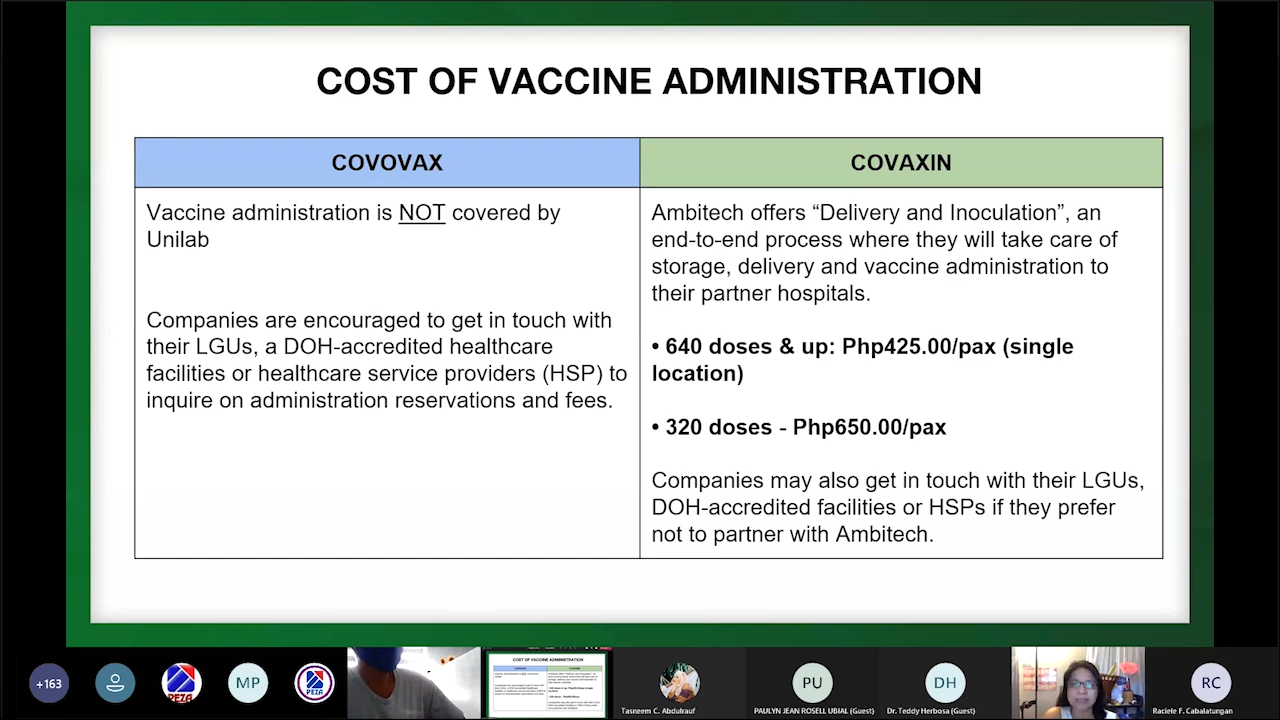 COST OF VACCINE ADMINISTRATION
COVOVAX
Vaccine administration is NOT covered by
Unilab
Companies are encouraged to get in touch with
their LGUs, a DOH-accredited healthcare
facilities or healthcare service providers (HSP) to
inquire on administration reservations and fees.
COVAXIN
Ambitech offers “Delivery and Inoculation”, an
end-to-end process where they will take care of
storage, delivery and vaccine administration to
their partner hospitals.
• 640 doses & up: Php425.00/pax (single
location)
• 320 doses - Php650.00/pax
Companies may also get in touch with their LGUs,
DOH-accredited facilities or HSPs if they prefer
not to partner with Ambitech.
+163
PEZA
MP
COST OF VACCINE ADMINISTRATION
Tasneem C. Abdulrauf
PU
PAULYN JEAN ROSELL UBIAL (Guest)
DH
Dr. Teddy Herbosa (Guest)
RC
Raciele F. Cabalatungan